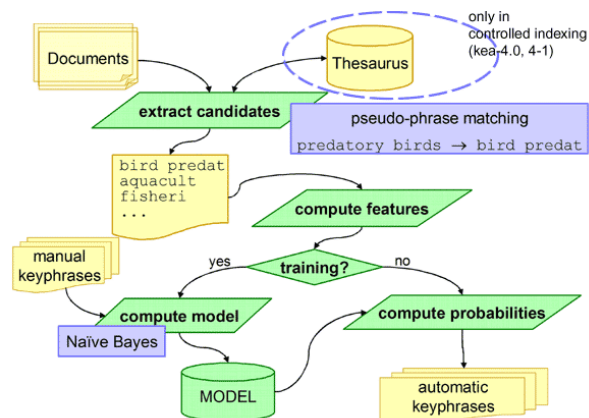 only in
controlled indexing
(kea-4.0, 4-1)
Documents
Thesaurus
extract candidates
pseudo-phrase matching
predatory birds → bird predat
bird predat
aquacult
fisheri
...
compute features
manual
keyphrases
yes
training?
no
compute model
compute probabilities
Naïve Bayes
MODEL
automatic
keyphrases